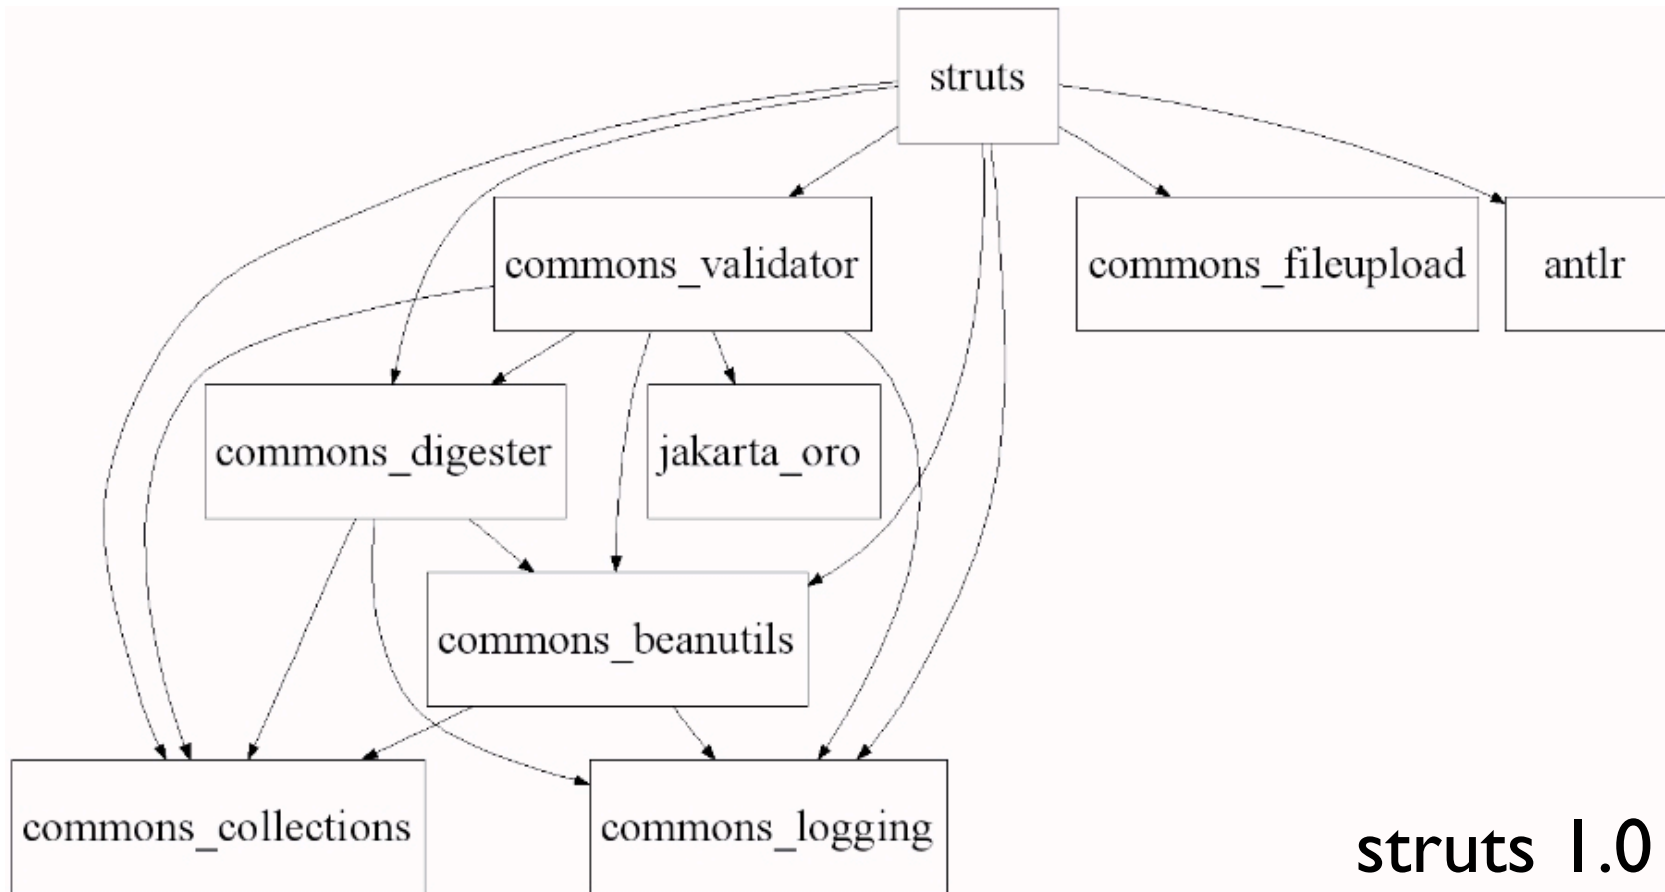 struts
commons_validator
commons_fileupload
antlr
commons_digester
jakarta_oro
commons_beanutils
commons_collections
commons_logging
struts 1.0